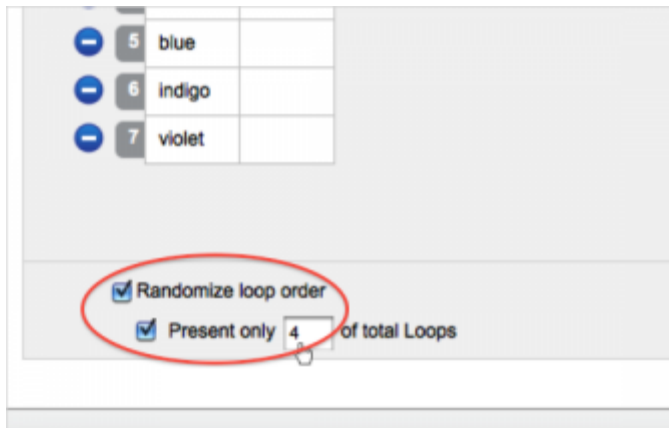 5 blue
6 indigo
7 violet
Randomize loop order
Present only 4 of total Loops